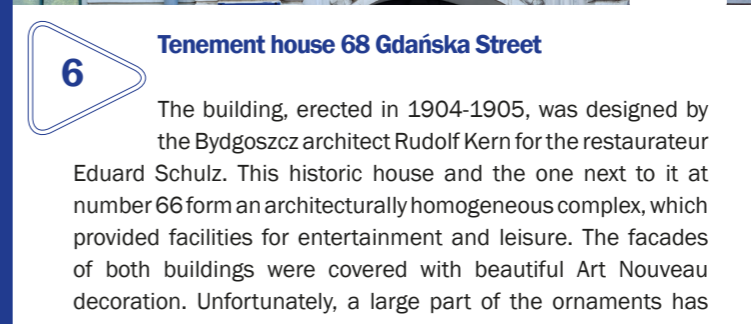 6
Tenement house 68 Gdańska Street
The building, erected in 1904-1905, was designed by
the Bydgoszcz architect Rudolf Kern for the restaurateur
Eduard Schulz. This historic house and the one next to it at
number 66 form an architecturally homogeneous complex, which
provided facilities for entertainment and leisure. The facades
of both buildings were covered with beautiful Art Nouveau
decoration. Unfortunately, a large part of the ornaments has